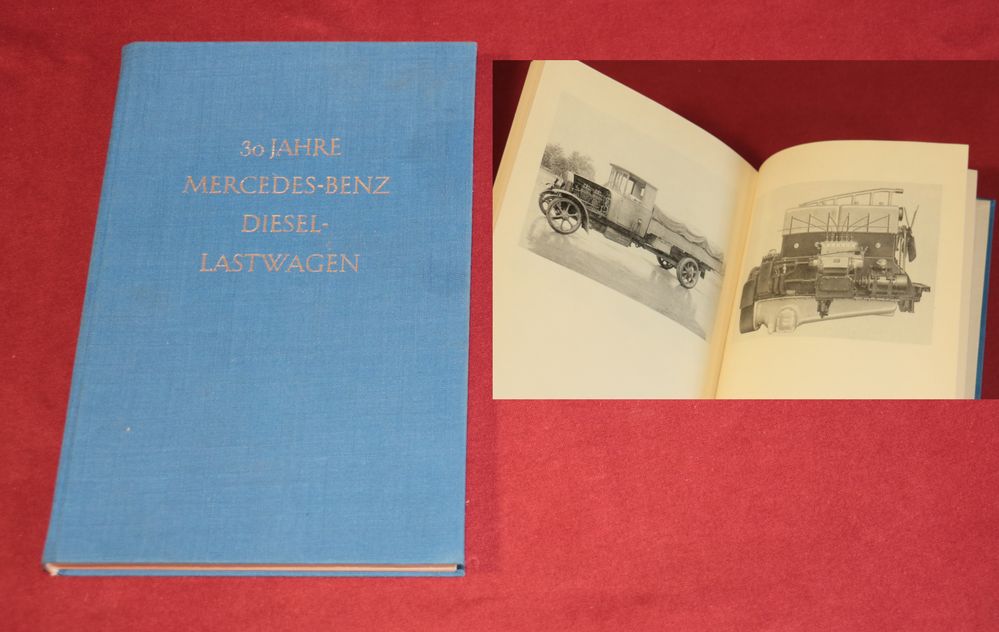 30 JAHRE
MERCEDES-BENZ
DIESEL-
LASTWAGEN